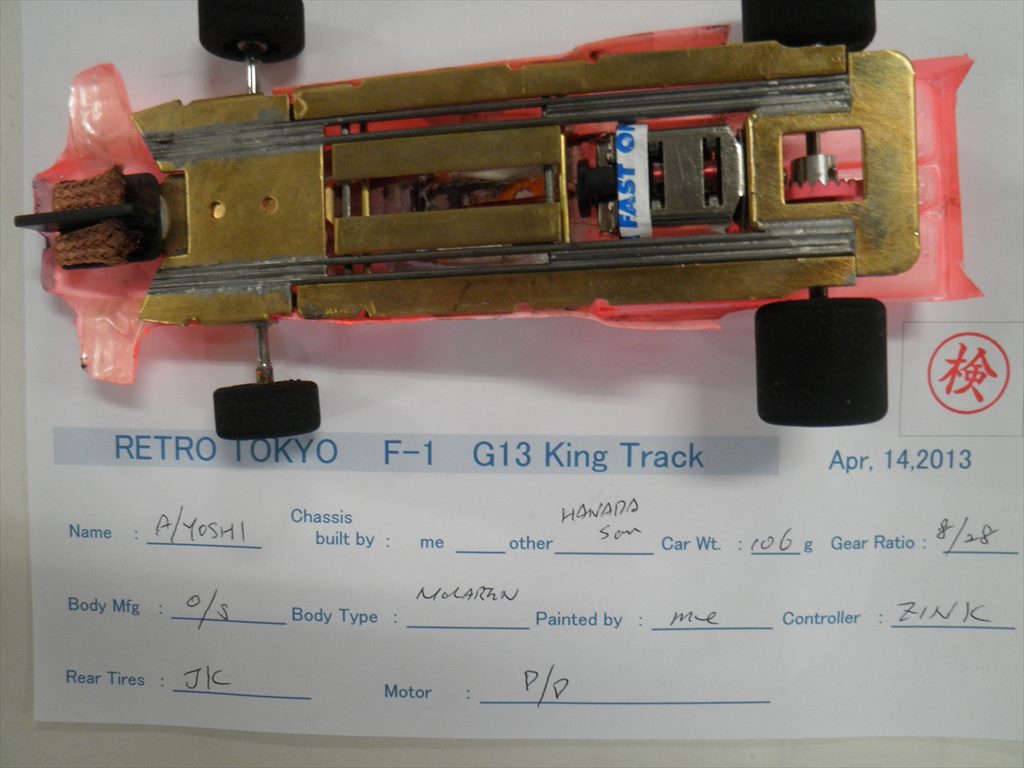 FAST ON
検
RETRO TOKYO F-1 G13 King Track Apr, 14,2013
Name : A/YOSHI Chassis built by : me other HANADA San Car Wt. : 106 g Gear Ratio : 8/28
Body Mfg : O/S Body Type : McLAREN Painted by : me Controller : ZINK
Rear Tires : JK Motor : P/D